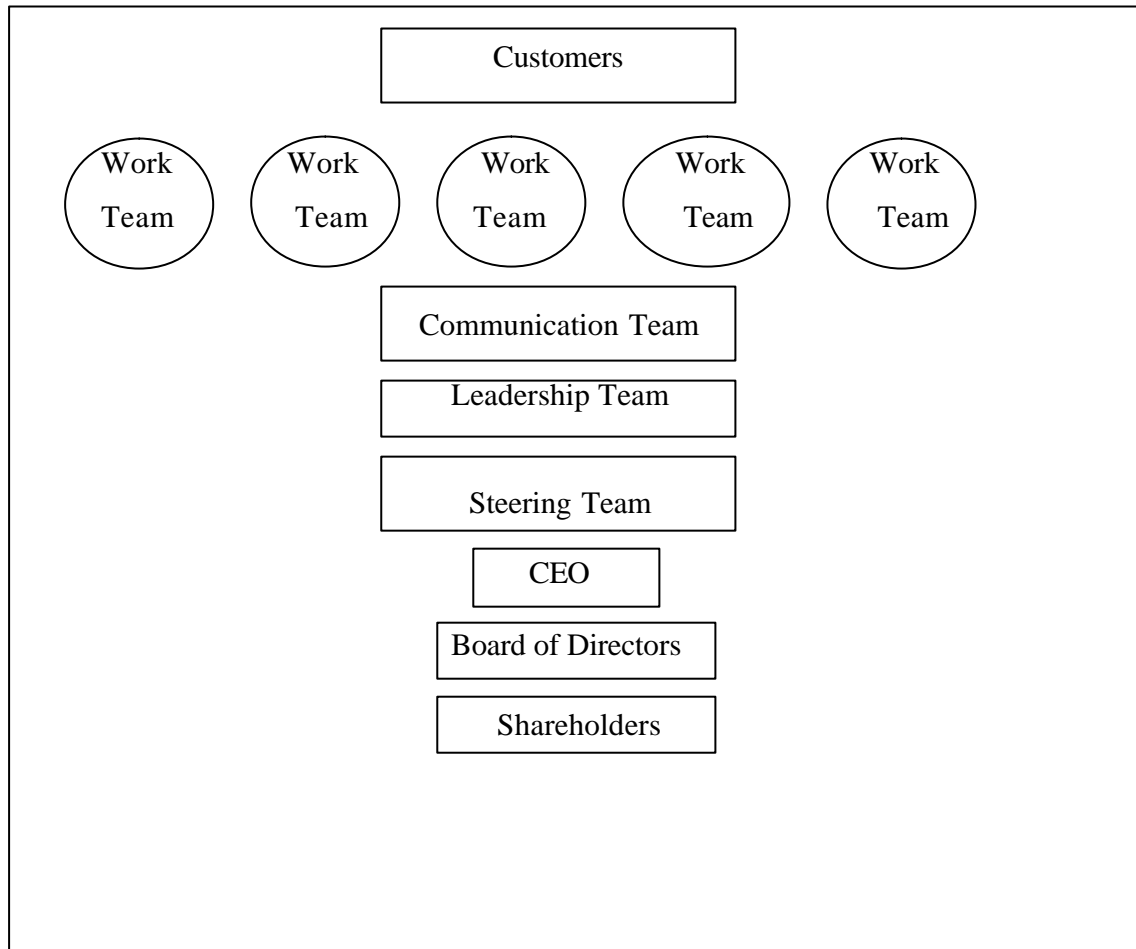 Customers
Work Work Work Work Work
Team Team Team Team Team
Communication Team
Leadership Team
Steering Team
CEO
Board of Directors
Shareholders